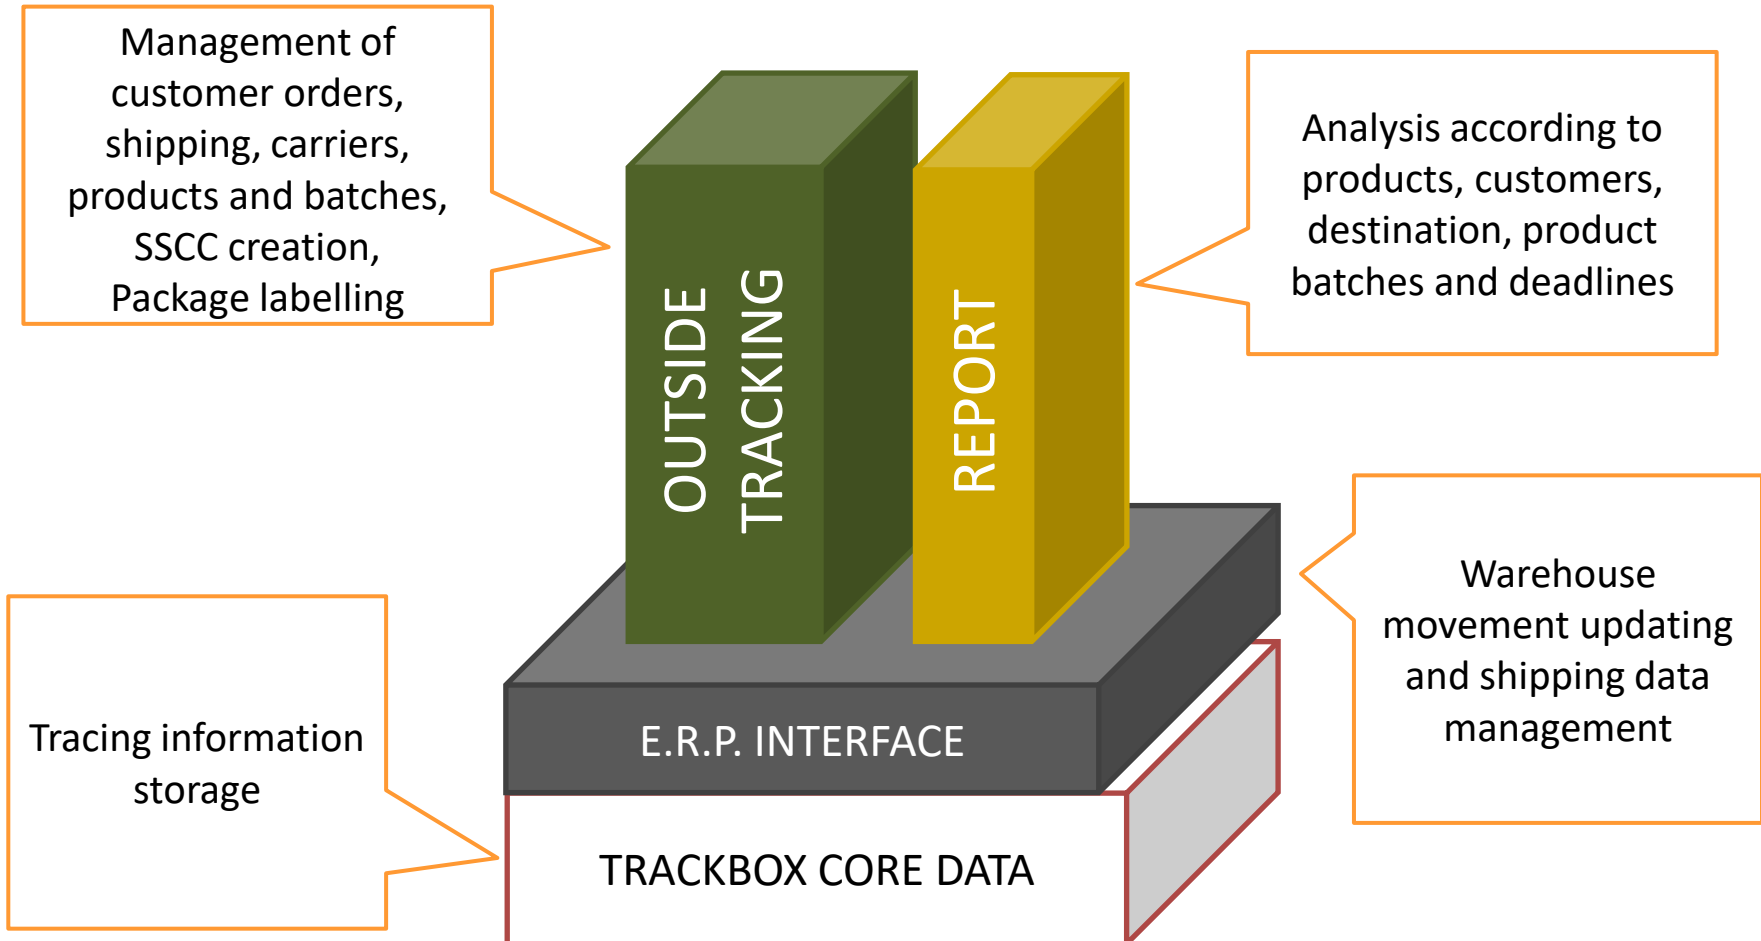 Management of
customer orders,
shipping, carriers,
products and batches,
SSCC creation,
Package labelling
Analysis according to
products, customers,
destination, product
batches and deadlines
OUTSIDE
TRACKING
REPORT
Warehouse
movement updating
and shipping data
management
Tracing information
storage
E.R.P. INTERFACE
TRACKBOX CORE DATA